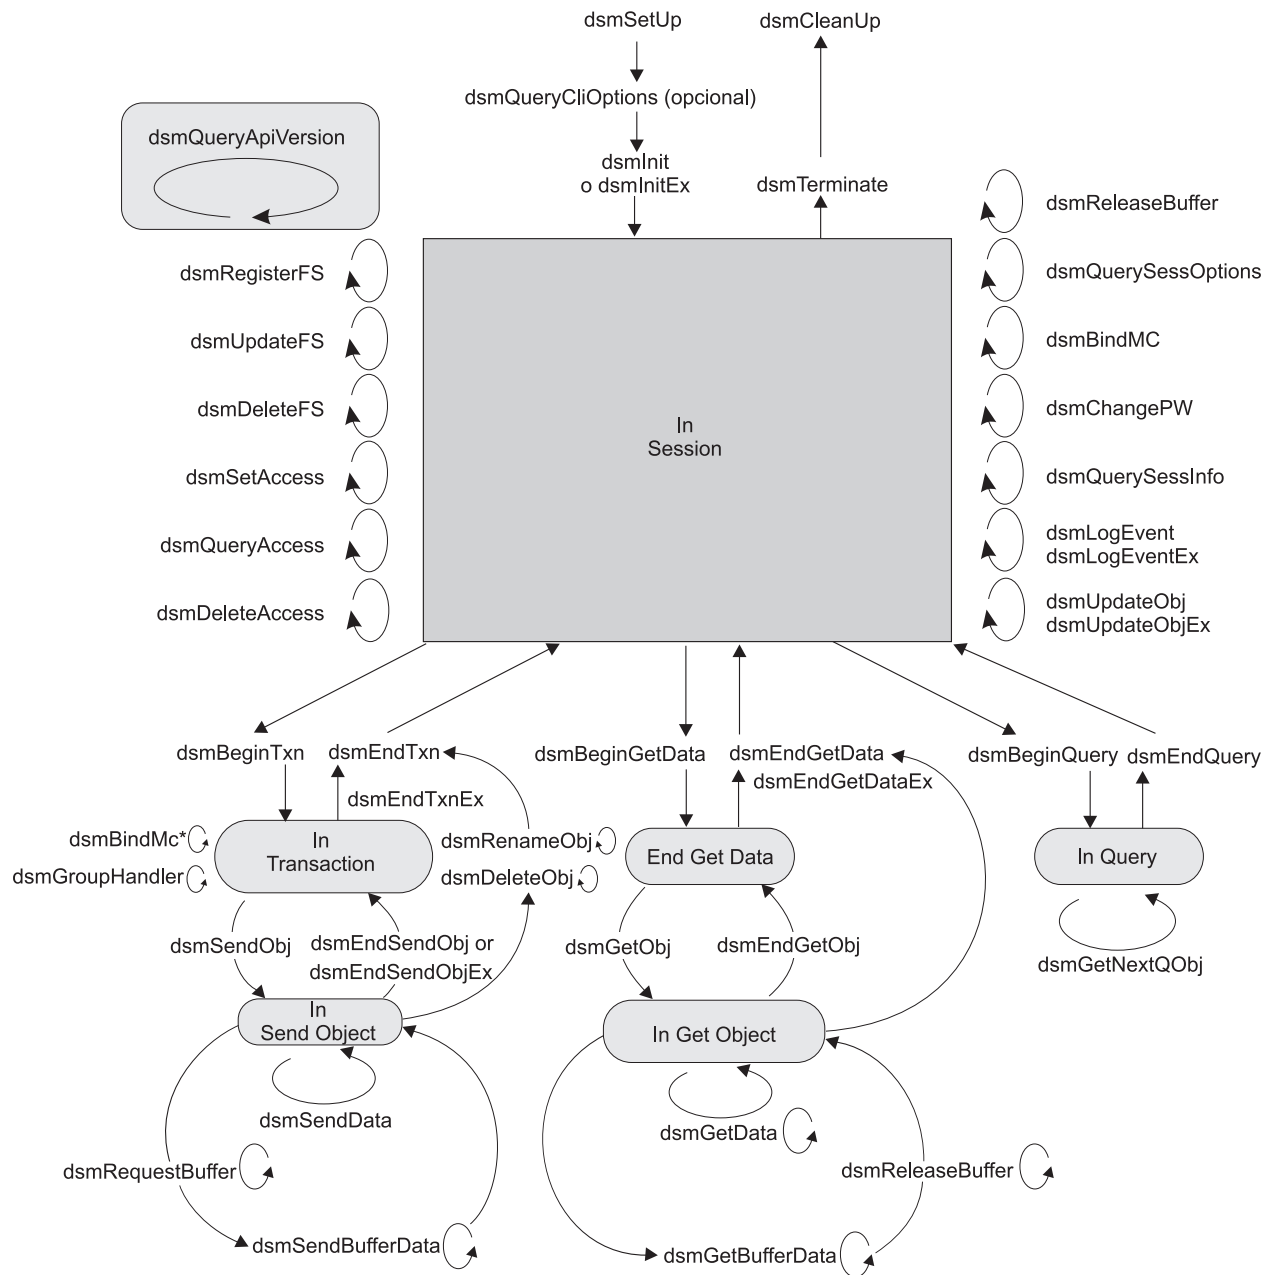 dsmSetUp
dsmCleanUp
dsmQueryCliOptions (opcional)
dsmQueryApiVersion
dsmInit
o dsmInitEx
dsmTerminate
dsmReleaseBuffer
dsmRegisterFS
dsmQuerySessOptions
dsmUpdateFS
dsmBindMC
dsmDeleteFS
dsmChangePW
In
Session
dsmSetAccess
dsmQuerySessInfo
dsmQueryAccess
dsmLogEvent
dsmLogEventEx
dsmDeleteAccess
dsmUpdateObj
dsmUpdateObjEx
dsmBeginTxn
dsmEndTxn
dsmBeginGetData
dsmEndGetData
dsmBeginQuery
dsmEndQuery
dsmEndTxnEx
dsmEndGetDataEx
dsmBindMc*
In
Transaction
dsmRenameObj
End Get Data
In Query
dsmGroupHandler
dsmDeleteObj
dsmSendObj
dsmEndSendObj or
dsmEndSendObjEx
dsmGetObj
dsmEndGetObj
dsmGetNextQObj
In
Send Object
In Get Object
dsmSendData
dsmGetData
dsmRequestBuffer
dsmReleaseBuffer
dsmSendBufferData
dsmGetBufferData